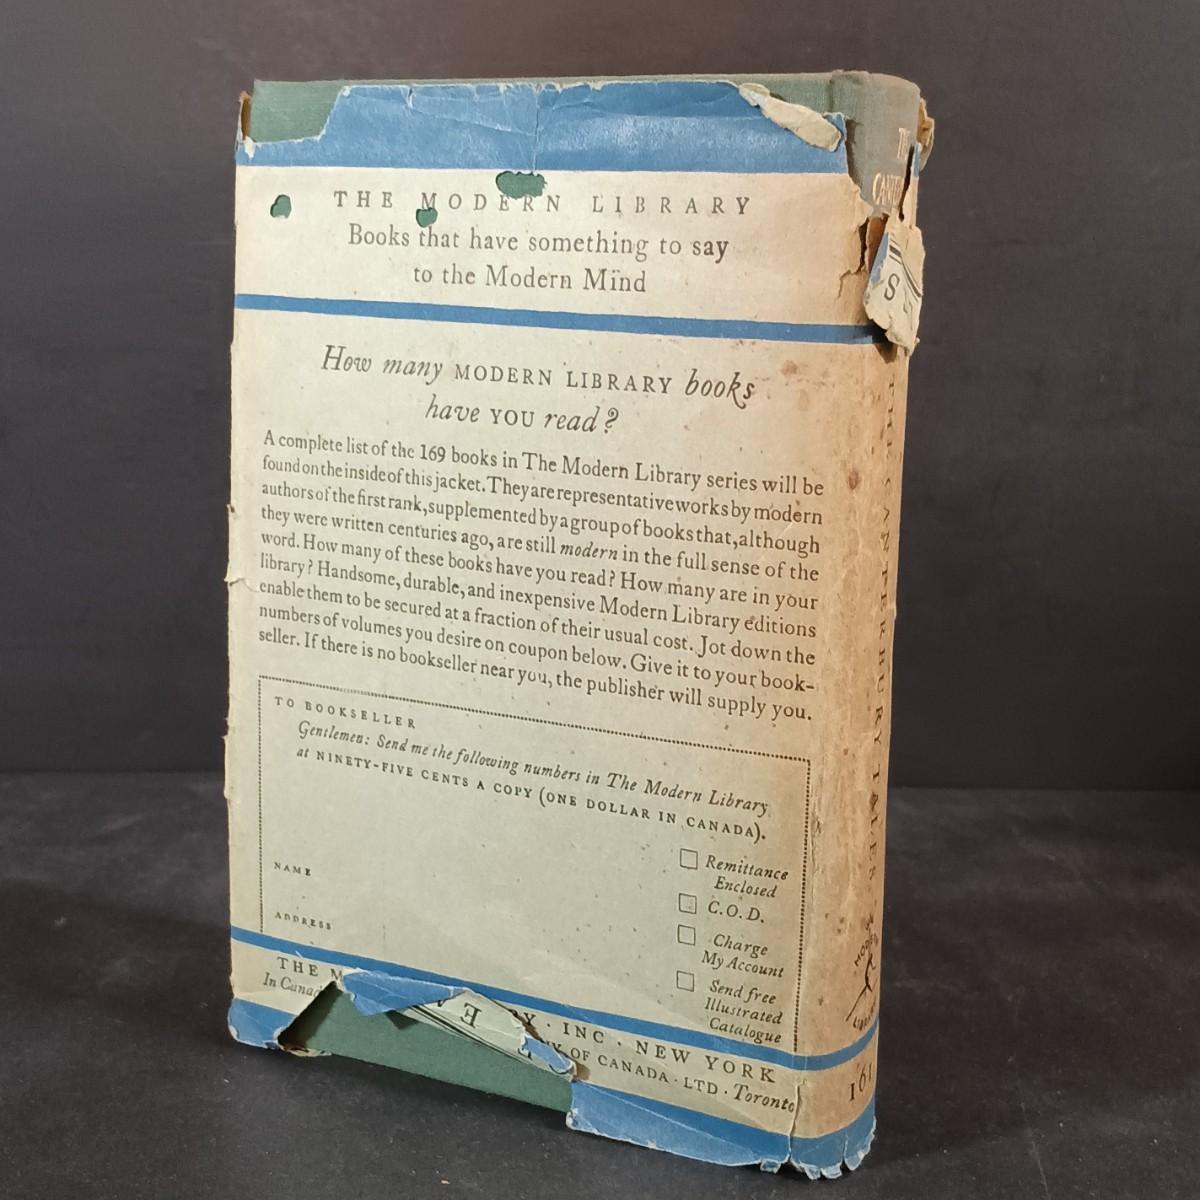 THE MODERN LIBRARY
Books that have something to say
to the Modern Mind
How many MODERN LIBRARY books
have YOU read?
A complete list of the 169 books in The Modern Library series will be
found on the inside of this jacket. They are representative works by modern
authors of the first rank, supplemented by a group of books that, although
they were written centuries ago, are still modern in the full sense of the
word. How many of these books have you read? How many are in your
library? Handsome, durable, and inexpensive Modern Library editions
enable them to be secured at a fraction of their usual cost. Jot down the
numbers of volumes you desire on coupon below. Give it to your book-
seller. If there is no bookseller near you, the publisher will supply you.
TO BOOKSELLER
Gentlemen: Send me the following numbers in The Modern Library
at NINETY-FIVE CENTS A COPY (ONE DOLLAR IN CANADA).
Remittance
Enclosed
C.O.D.
Charge
My Account
Send free
Illustrated
Catalogue
NAME
ADDRESS
THE M
INC · NEW YORK
In Canad
OF CANADA · LTD · Toronto
THE CANTERBURY TALES
MODERN
LIBRARY
161
S